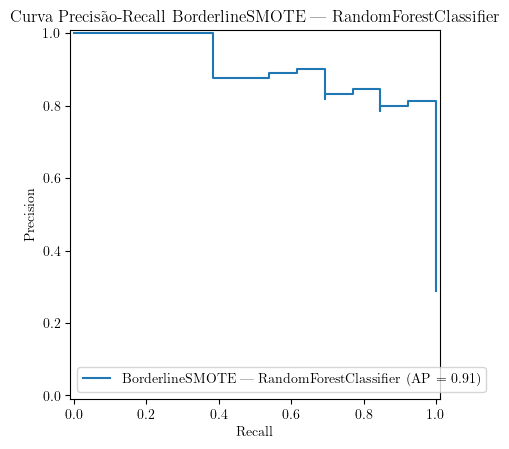 Curva Precisão-Recall BorderlineSMOTE — RandomForestClassifier
1.0
0.8
0.6
0.4
0.2
0.0
Precision
BorderlineSMOTE — RandomForestClassifier (AP = 0.91)
0.0 0.2 0.4 0.6 0.8 1.0
Recall